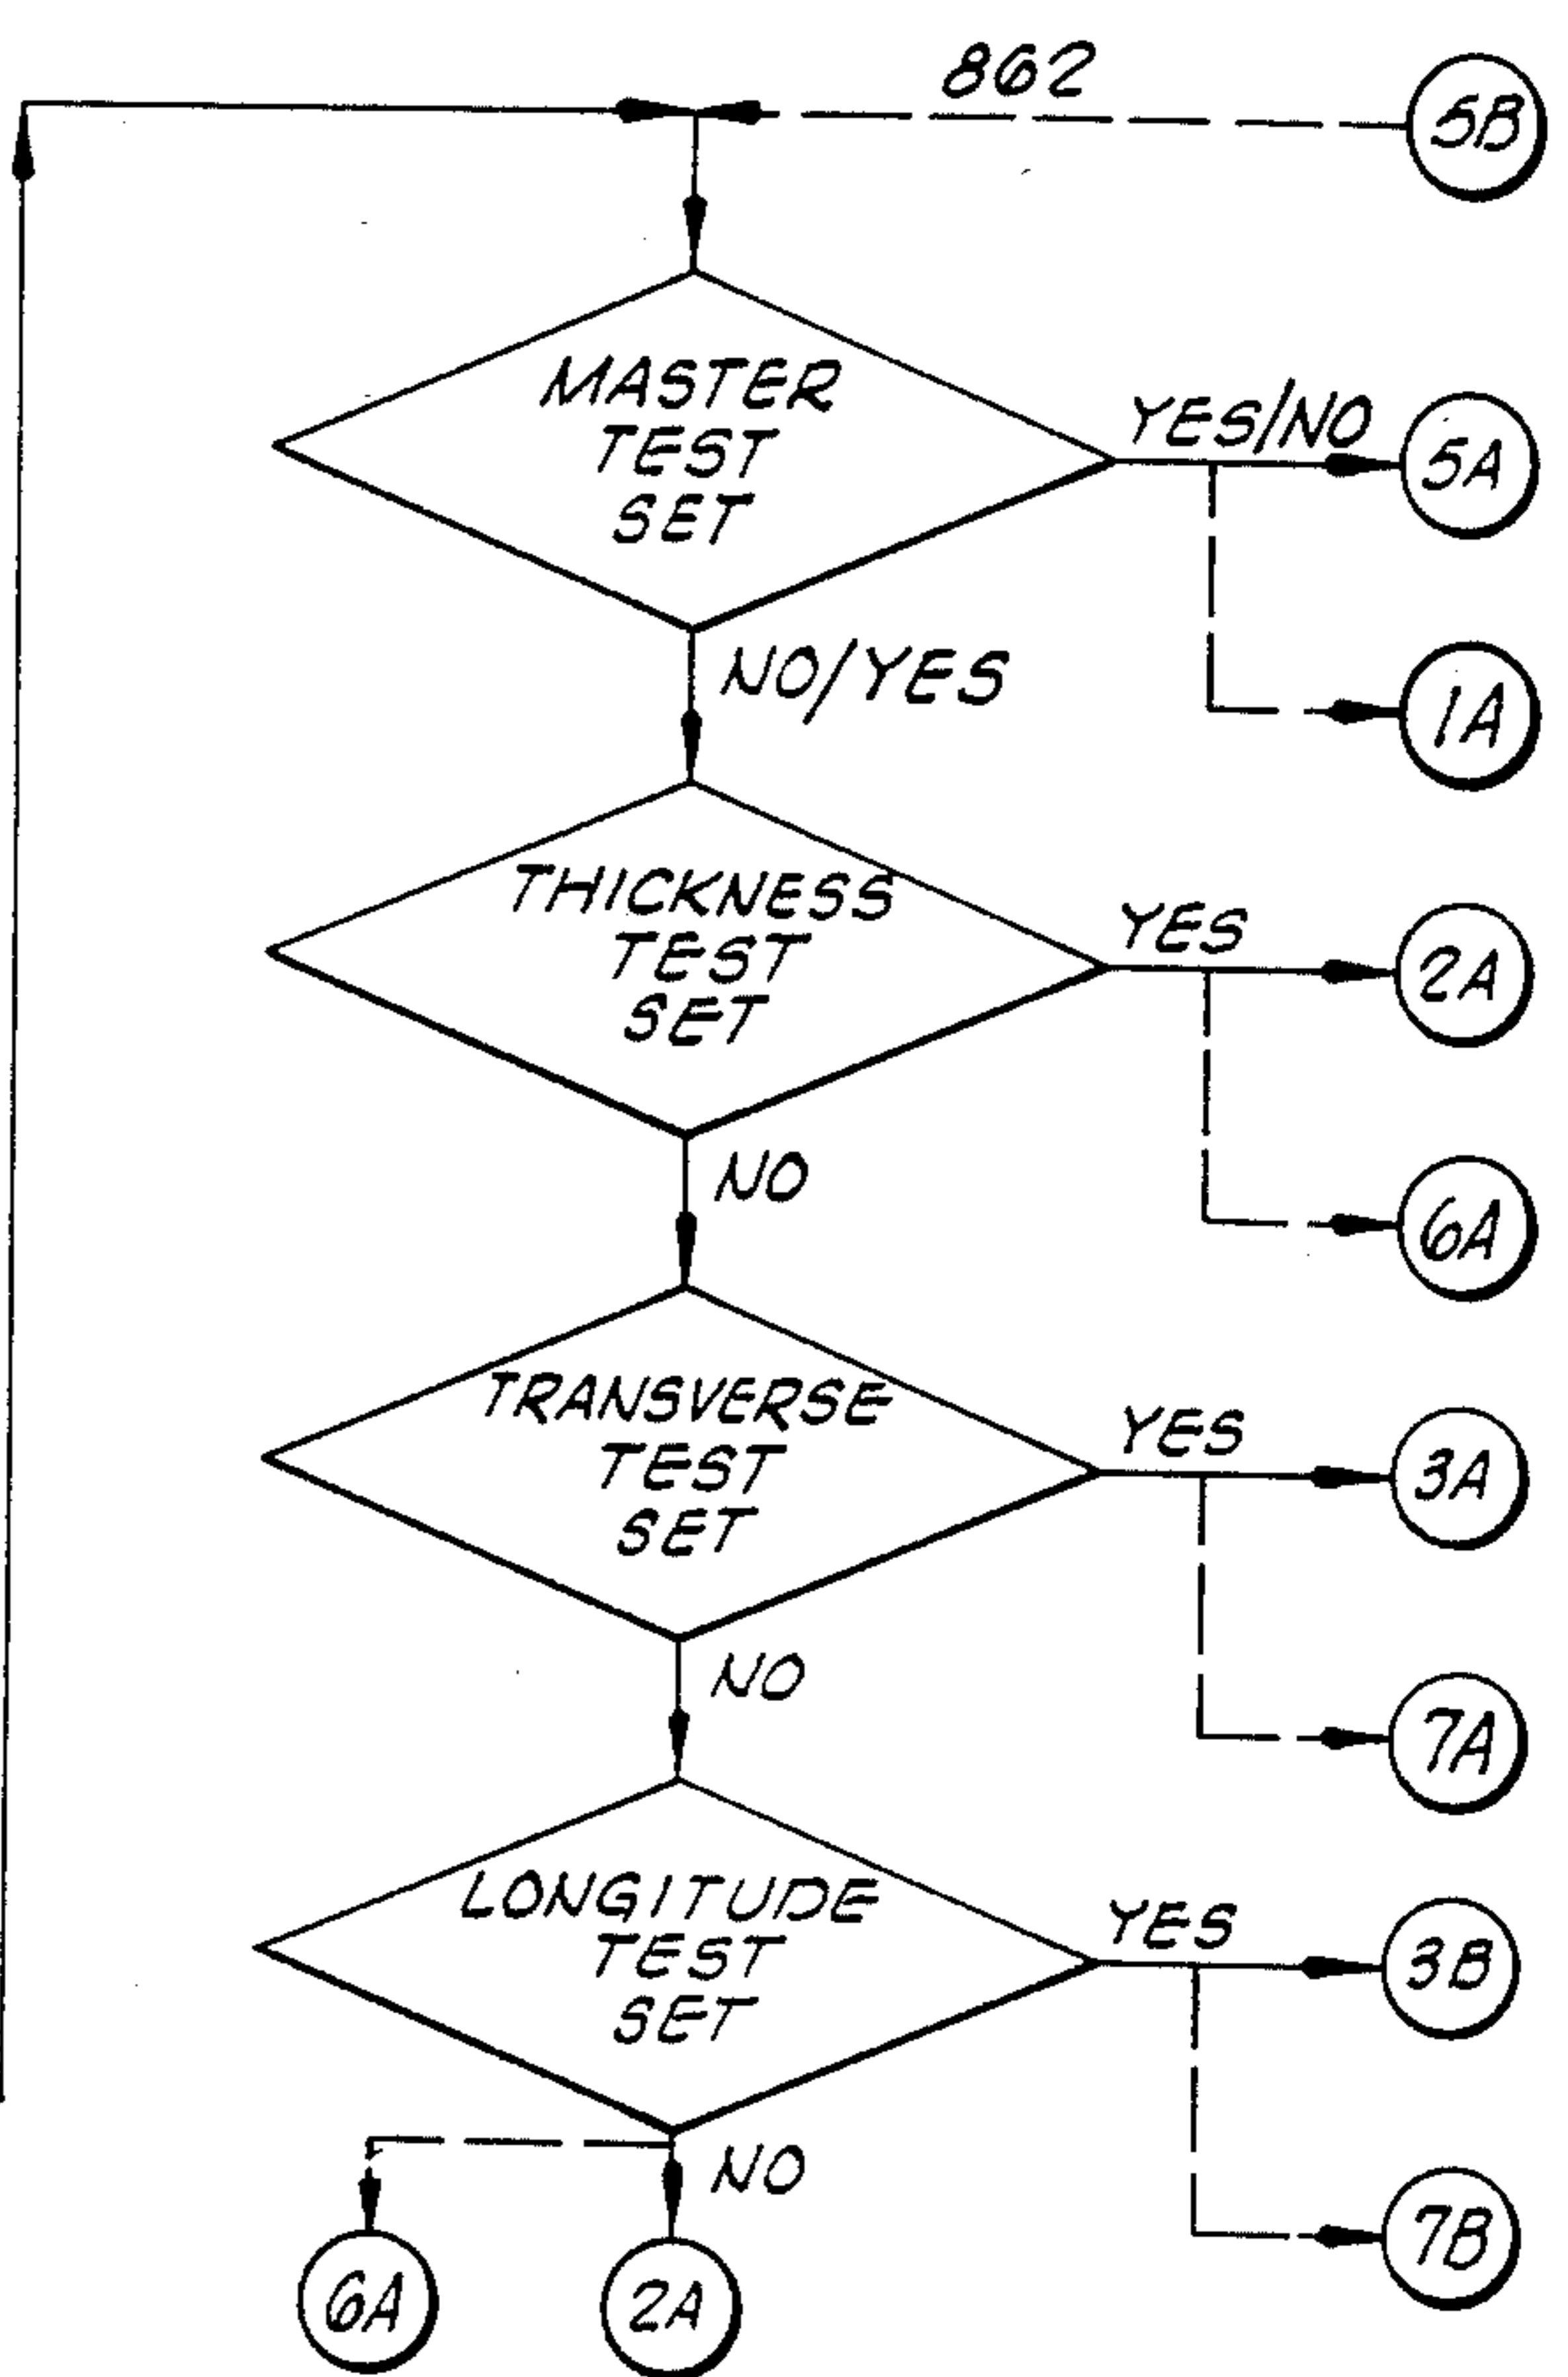 862
5B
MASTER
TEST
SET
YES/NO
5A
NO/YES
1A
THICKNESS
TEST
SET
YES
2A
NO
6A
TRANSVERSE
TEST
SET
YES
3A
NO
7A
LONGITUDE
TEST
SET
YES
3B
NO
7B
6A
2A